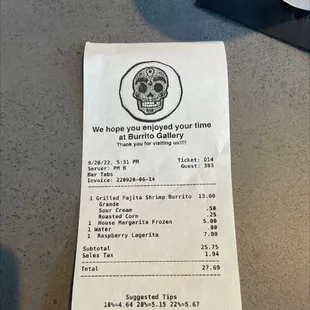 We hope you enjoyed your time
at Burrito Gallery
Thank you for visiting us!!!!
9/20/22, 5:31 PM Ticket: D14
Server: PM B Guest: 303
Bar Tabs
Invoice: 220920-06-14
1 Grilled Fajita Shrimp Burrito 13.00
Grande
Sour Cream .50
Roasted Corn .25
1 House Margarita Frozen 5.00
1 Water .00
1 Raspberry Lagerita 7.00
Subtotal 25.75
Sales Tax 1.94
Total 27.69
Suggested Tips
18%=4.64 20%=5.15 22%=5.67